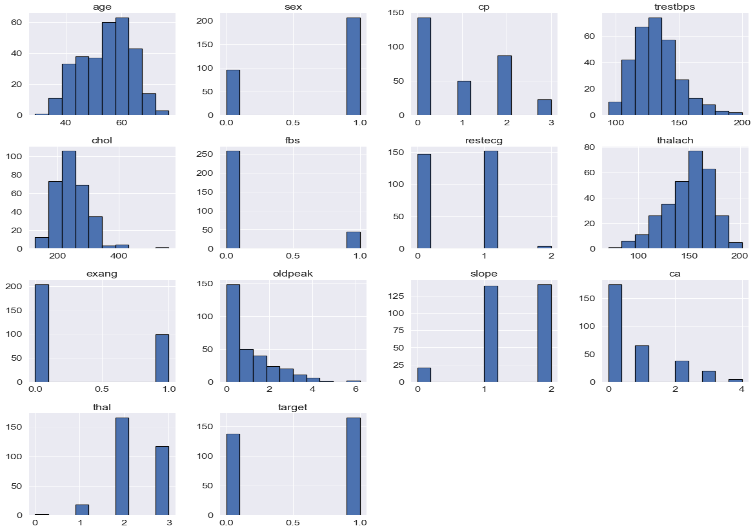 age sex cp trestbps
60 40 20 0 40 60
200 150 100 50 0 0.0 0.5 1.0
150 100 50 0 0 1 2 3
60 40 20 0 100 150 200
chol fbs restecg thalach
100 80 60 40 20 0 200 400
250 200 150 100 50 0 0.0 0.5 1.0
150 100 50 0 0 1 2
80 60 40 20 0 100 150 200
exang oldpeak slope ca
200 150 100 50 0 0.0 0.5 1.0
150 100 50 0 0 2 4 6
125 100 75 50 25 0 0 1 2
150 100 50 0 0 2 4
thal target
150 100 50 0 0 1 2 3
150 100 50 0 0.0 0.5 1.0